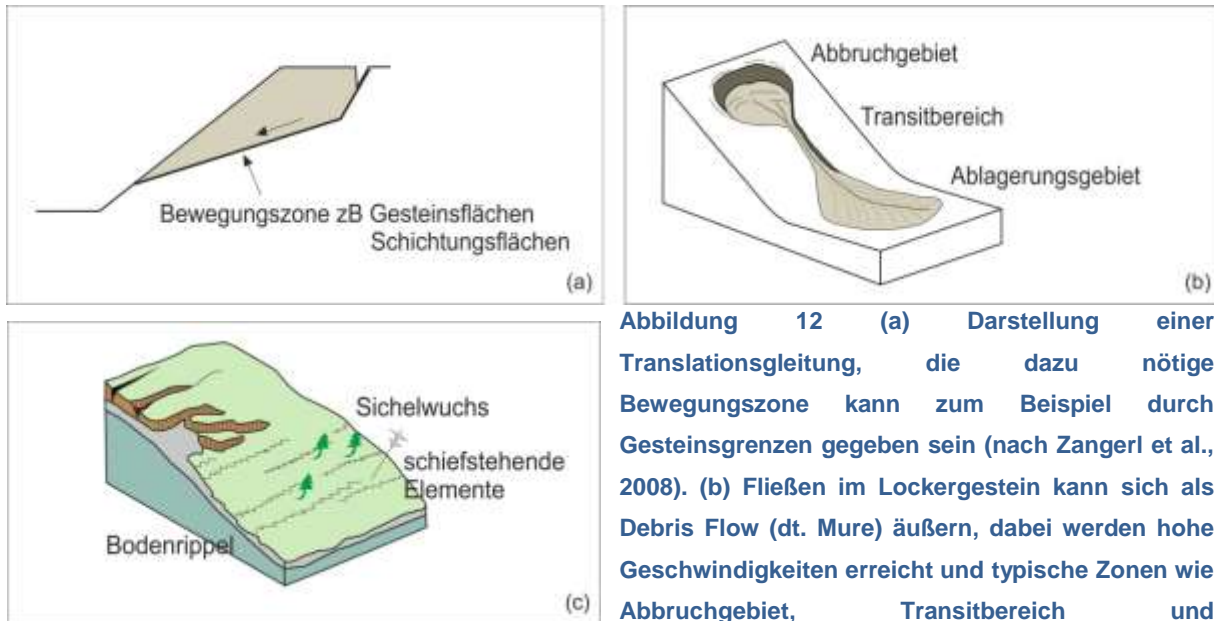 Bewegungszone zB Gesteinsflächen
Schichtungsflächen
(a)
Abbruchgebiet
Transitbereich
Ablagerungsgebiet
(b)
Sichelwuchs
schiefstehende
Elemente
Bodenrippel
(c)
Abbildung 12 (a) Darstellung einer
Translationsgleitung, die dazu nötige
Bewegungszone kann zum Beispiel durch
Gesteinsgrenzen gegeben sein (nach Zangerl et al.,
2008). (b) Fließen im Lockergestein kann sich als
Debris Flow (dt. Mure) äußern, dabei werden hohe
Geschwindigkeiten erreicht und typische Zonen wie
Abbruchgebiet, Transitbereich und